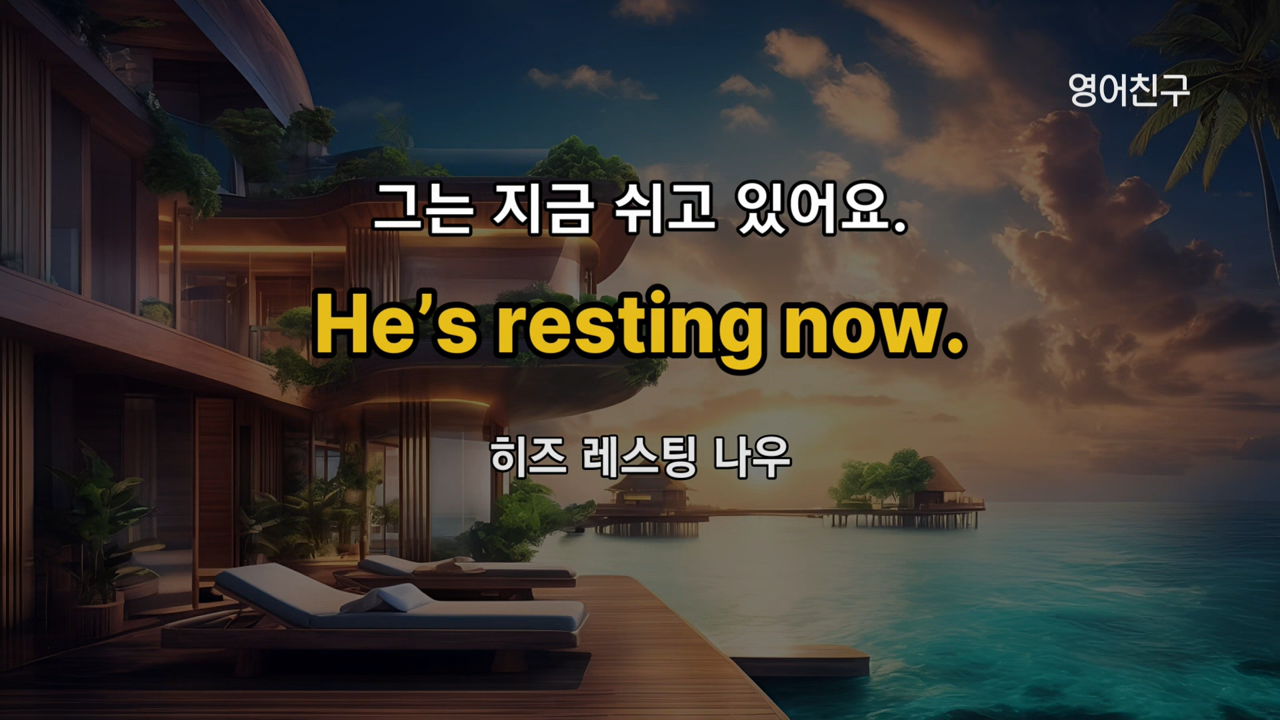 영어친구
그는 지금 쉬고 있어요.
He's resting now.
히즈 레스팅 나우